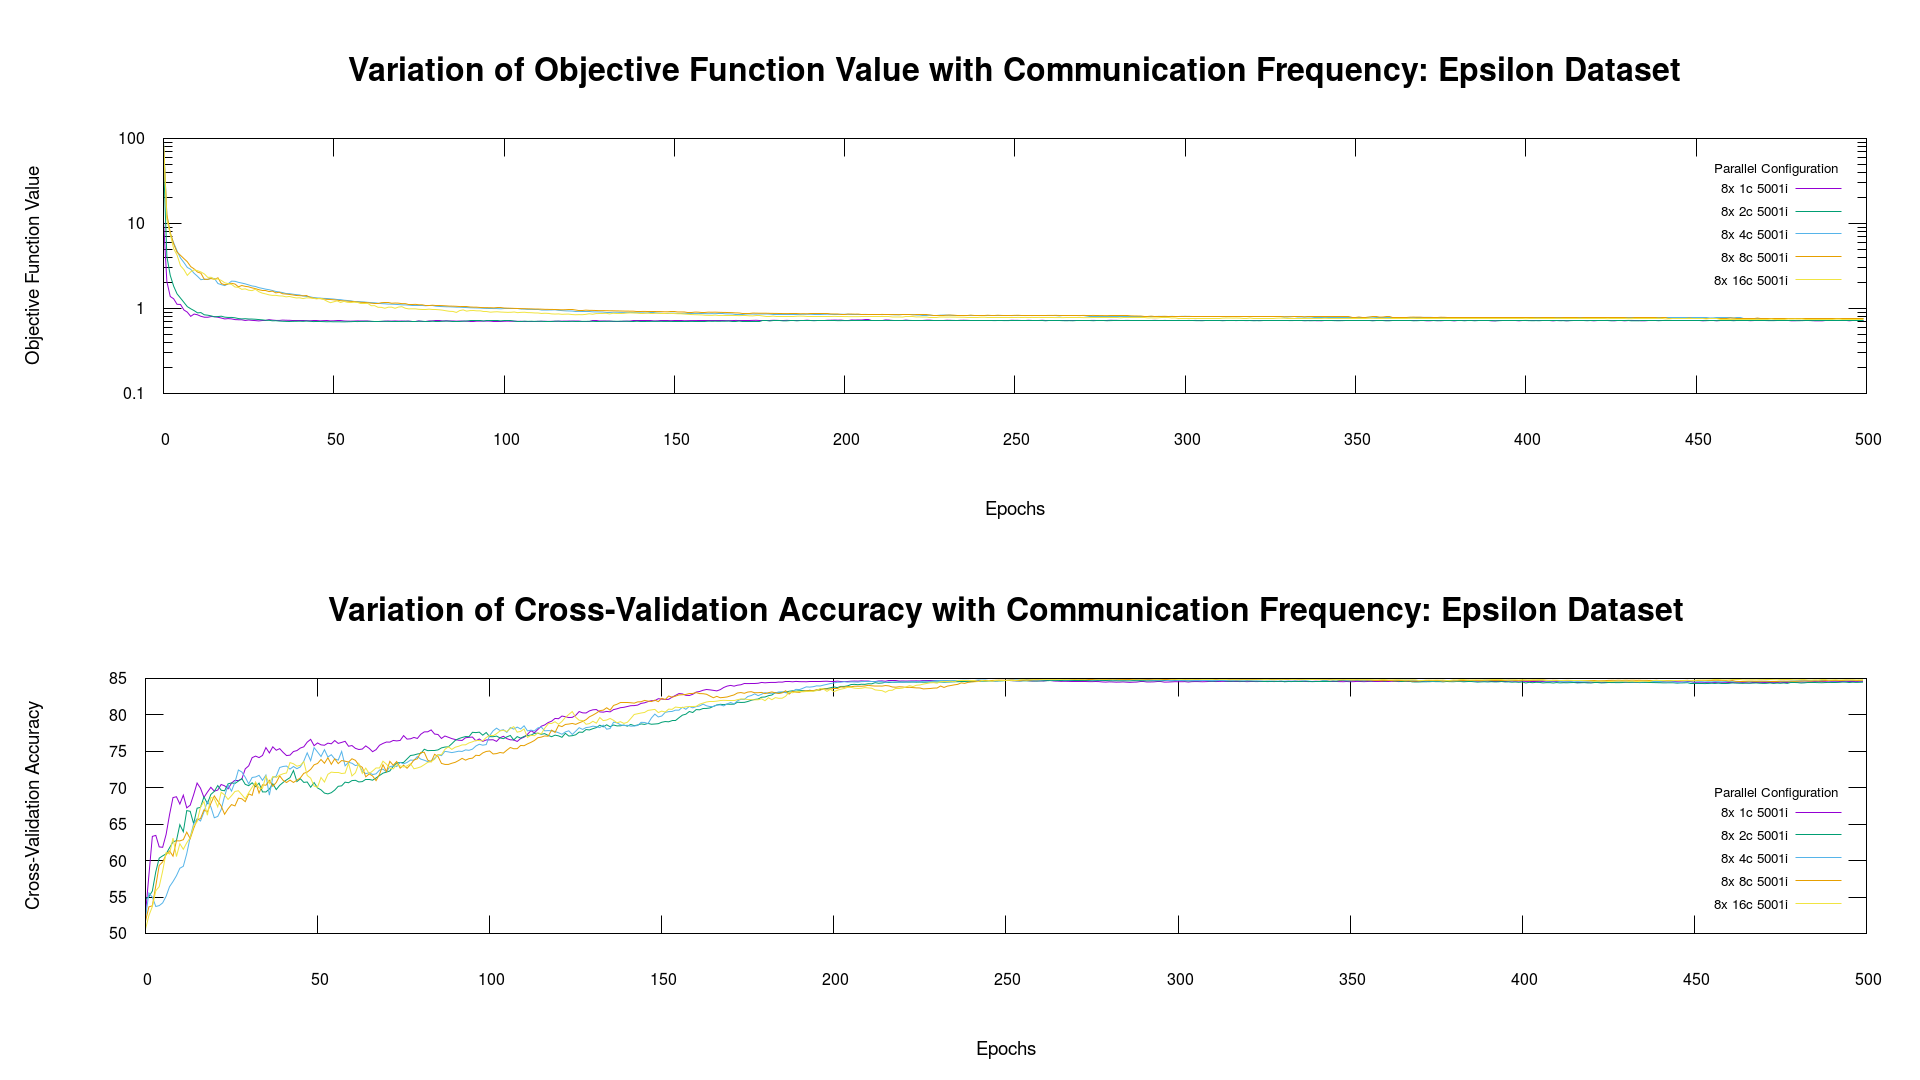 Variation of Objective Function Value with Communication Frequency: Epsilon Dataset
Objective Function Value
100
10
1
0.1
Parallel Configuration
8x 1c 5001i
8x 2c 5001i
8x 4c 5001i
8x 8c 5001i
8x 16c 5001i
0 50 100 150 200 250 300 350 400 450 500
Epochs
Variation of Cross-Validation Accuracy with Communication Frequency: Epsilon Dataset
Cross-Validation Accuracy
85
80
75
70
65
60
55
50
Parallel Configuration
8x 1c 5001i
8x 2c 5001i
8x 4c 5001i
8x 8c 5001i
8x 16c 5001i
0 50 100 150 200 250 300 350 400 450 500
Epochs